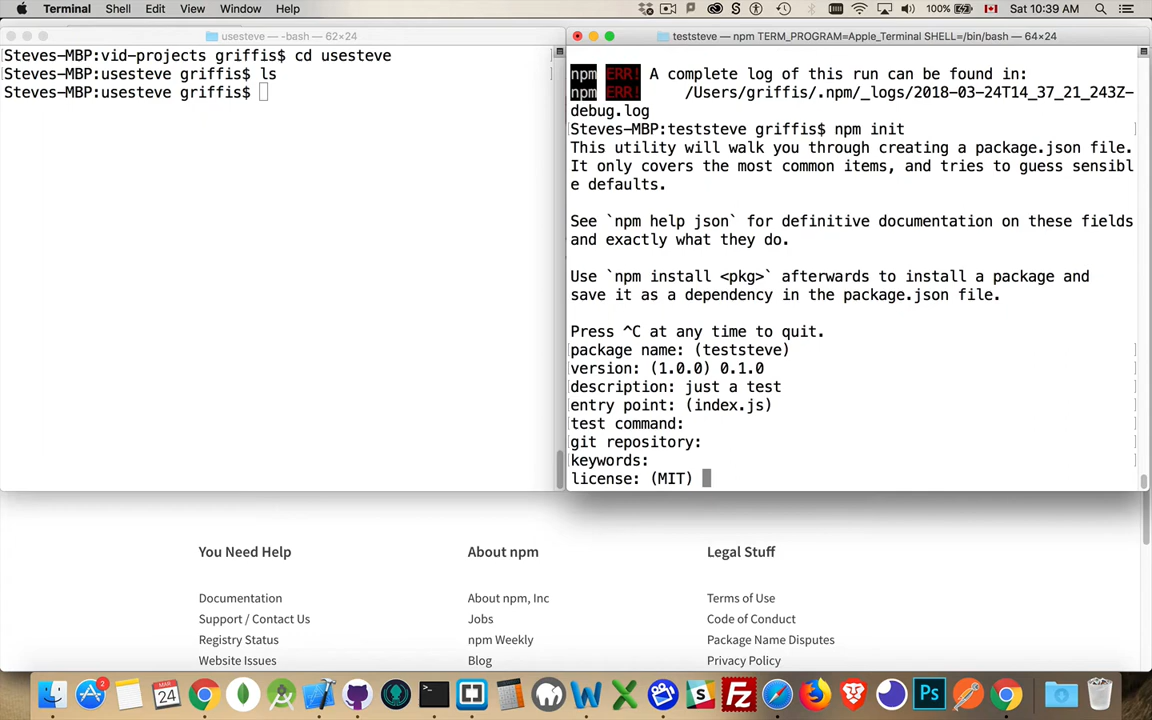 Terminal Shell Edit View Window Help
100% Sat 10:39 AM
usesteve — -bash — 62×24
Steves-MBP:vid-projects griffis$ cd usesteve
Steves-MBP:usesteve griffis$ ls
Steves-MBP:usesteve griffis$
teststeve — npm TERM_PROGRAM=Apple_Terminal SHELL=/bin/bash — 64×24
npm ERR! A complete log of this run can be found in:
npm ERR!     /Users/griffis/.npm/_logs/2018-03-24T14_37_21_243Z-
debug.log
Steves-MBP:teststeve griffis$ npm init
This utility will walk you through creating a package.json file.
It only covers the most common items, and tries to guess sensibl
e defaults.
See `npm help json` for definitive documentation on these fields
and exactly what they do.
Use `npm install <pkg>` afterwards to install a package and
save it as a dependency in the package.json file.
Press ^C at any time to quit.
package name: (teststeve)
version: (1.0.0) 0.1.0
description: just a test
entry point: (index.js)
test command:
git repository:
keywords:
license: (MIT)
You Need Help
Documentation
Support / Contact Us
Registry Status
Website Issues
About npm
About npm, Inc
Jobs
npm Weekly
Blog
Legal Stuff
Terms of Use
Code of Conduct
Package Name Disputes
Privacy Policy
2
MAR
24
Ps